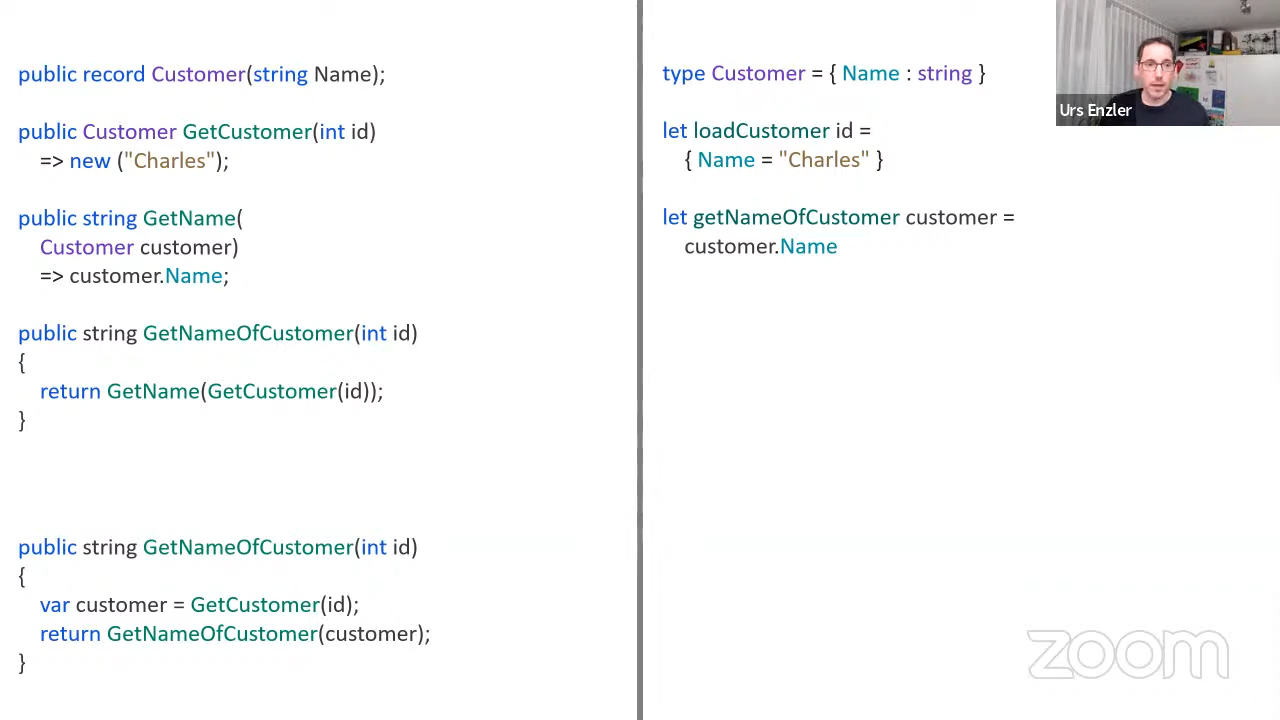 public record Customer(string Name);
public Customer GetCustomer(int id)
=> new ("Charles");
public string GetName(
Customer customer)
=> customer.Name;
public string GetNameOfCustomer(int id)
{
return GetName(GetCustomer(id));
}
public string GetNameOfCustomer(int id)
{
var customer = GetCustomer(id);
return GetNameOfCustomer(customer);
}
type Customer = { Name : string }
let loadCustomer id =
{ Name = "Charles" }
let getNameOfCustomer customer =
customer.Name
Urs Enzler
zoom